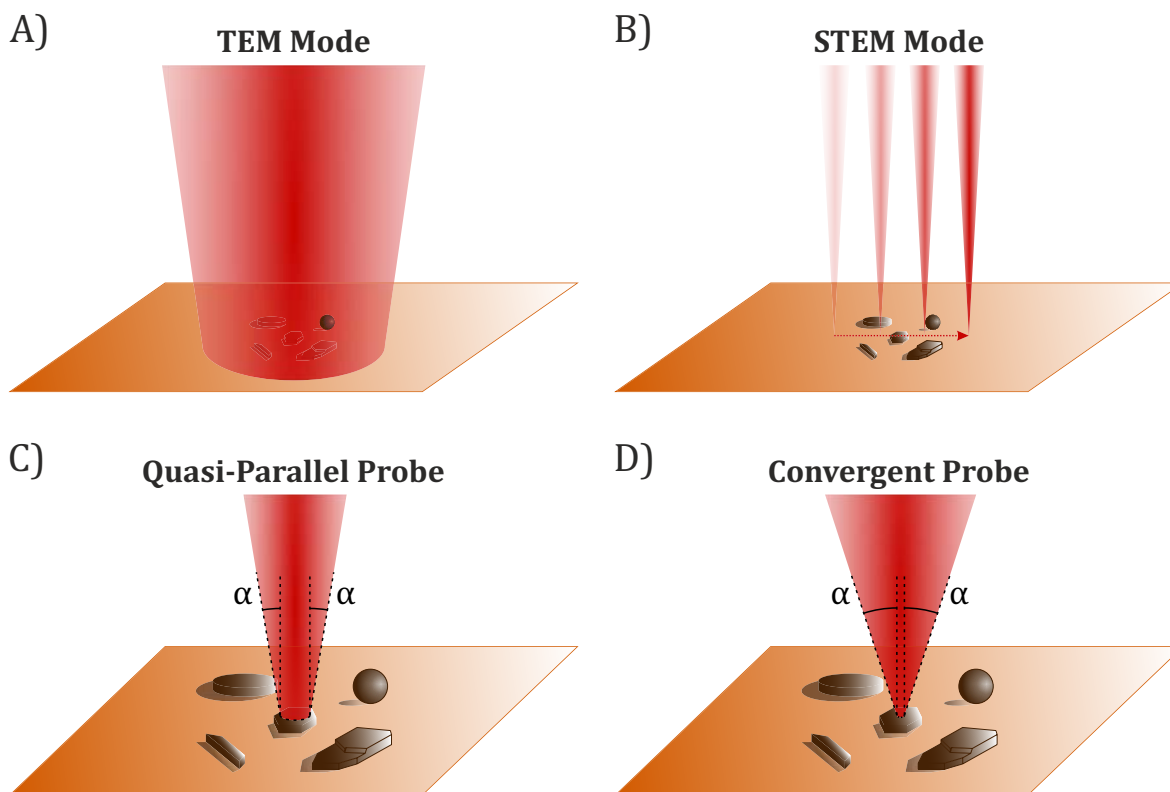 A)
TEM Mode
B)
STEM Mode
C)
Quasi-Parallel Probe
α
α
D)
Convergent Probe
α
α